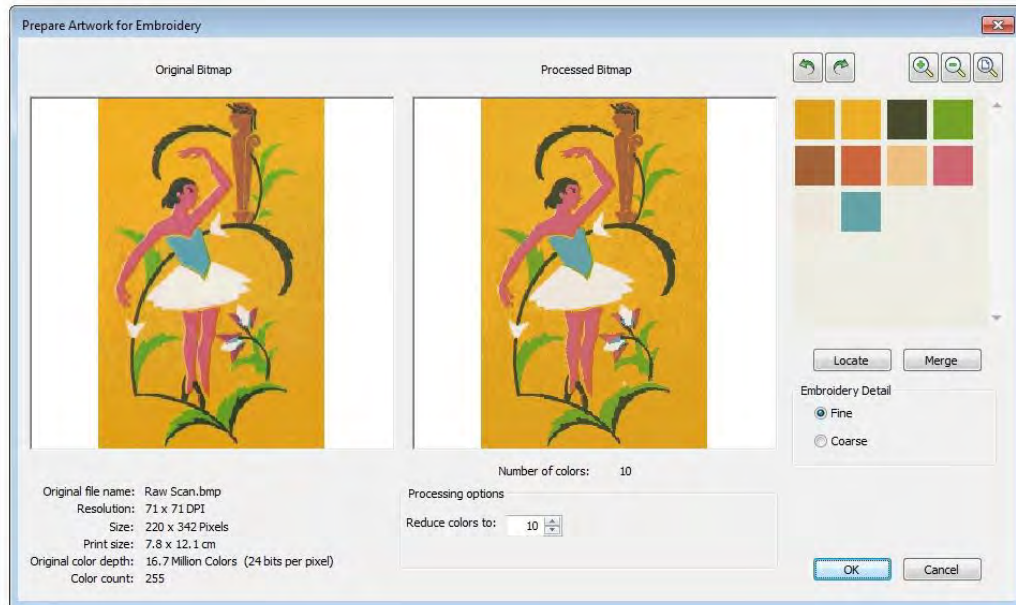 Prepare Artwork for Embroidery
Original Bitmap
Processed Bitmap
Number of colors: 10
Original file name: Raw Scan.bmp
Resolution: 71 x 71 DPI
Size: 220 x 342 Pixels
Print size: 7.8 x 12.1 cm
Original color depth: 16.7 Million Colors (24 bits per pixel)
Color count: 255
Processing options
Reduce colors to: 10
Locate
Merge
Embroidery Detail
Fine
Coarse
OK
Cancel